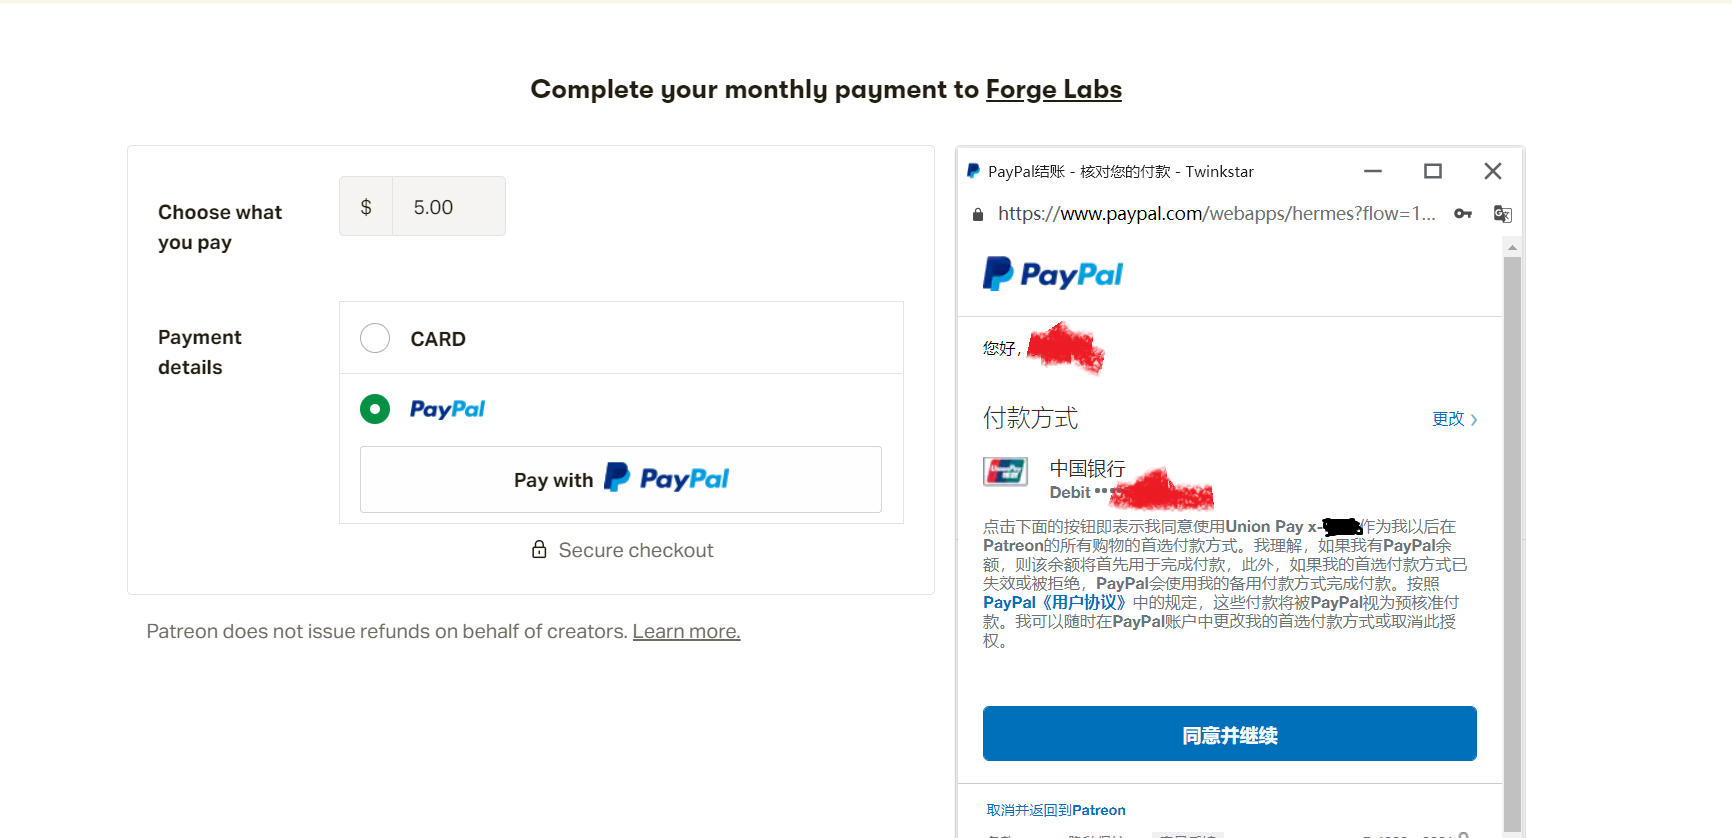 Complete your monthly payment to Forge Labs
Choose what
you pay
$ 5.00
Payment
details
CARD
PayPal
Pay with PayPal
Secure checkout
Patreon does not issue refunds on behalf of creators. Learn more.
PayPal结账 - 核对您的付款 - Twinkstar
https://www.paypal.com/webapps/hermes?flow=1...
PayPal
您好,
付款方式
更改
中国银行
Debit
点击下面的按钮即表示我同意使用Union Pay x- 作为我以后在
Patreon的所有购物的首选付款方式。我理解，如果我有PayPal余
额，则该余额将首先用于完成付款，此外，如果我的首选付款方式已
失效或被拒绝，PayPal会使用我的备用付款方式完成付款。按照
PayPal《用户协议》中的规定，这些付款将被PayPal视为预核准付
款。我可以随时在PayPal账户中更改我的首选付款方式或取消此授
权。
同意并继续
取消并返回到Patreon